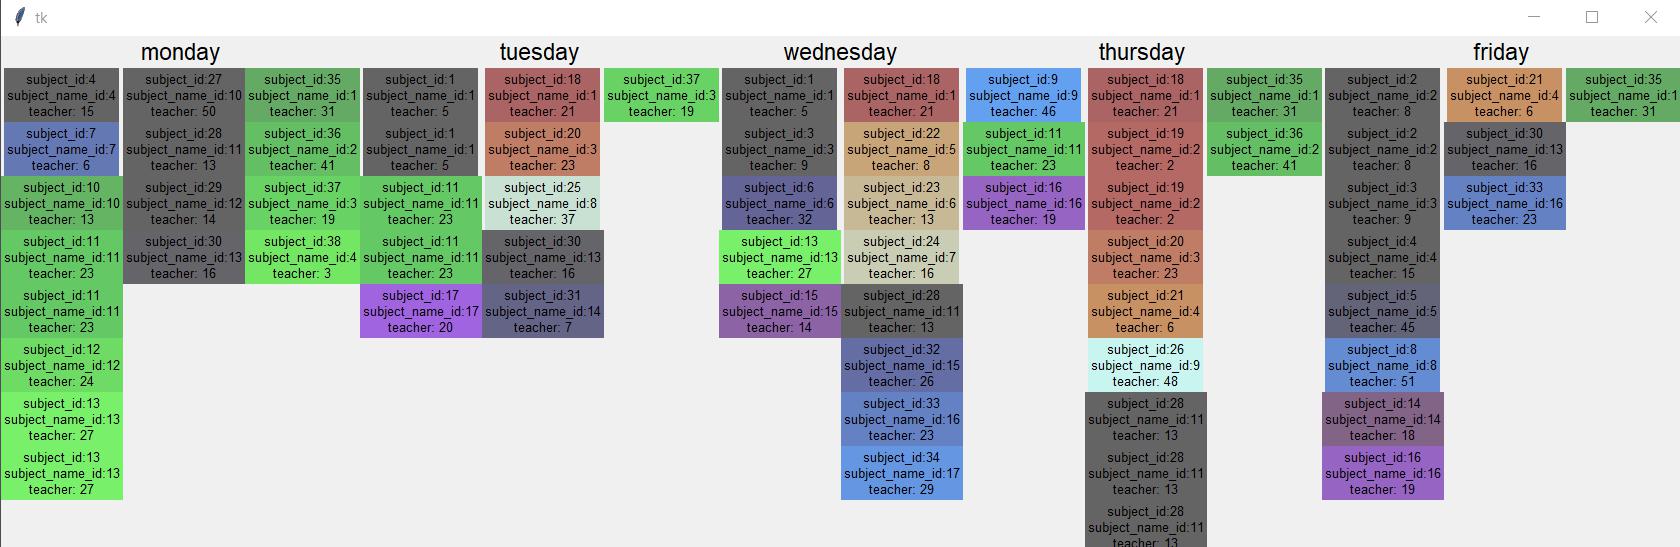 tk
monday
subject_id:4
subject_name_id:4
teacher: 15
subject_id:7
subject_name_id:7
teacher: 6
subject_id:10
subject_name_id:10
teacher: 13
subject_id:11
subject_name_id:11
teacher: 23
subject_id:11
subject_name_id:11
teacher: 23
subject_id:12
subject_name_id:12
teacher: 24
subject_id:13
subject_name_id:13
teacher: 27
subject_id:13
subject_name_id:13
teacher: 27
subject_id:27
subject_name_id:10
teacher: 50
subject_id:28
subject_name_id:11
teacher: 13
subject_id:29
subject_name_id:12
teacher: 14
subject_id:30
subject_name_id:13
teacher: 16
subject_id:35
subject_name_id:1
teacher: 31
subject_id:36
subject_name_id:2
teacher: 41
subject_id:37
subject_name_id:3
teacher: 19
subject_id:38
subject_name_id:4
teacher: 3
tuesday
subject_id:1
subject_name_id:1
teacher: 5
subject_id:1
subject_name_id:1
teacher: 5
subject_id:11
subject_name_id:11
teacher: 23
subject_id:11
subject_name_id:11
teacher: 23
subject_id:17
subject_name_id:17
teacher: 20
subject_id:18
subject_name_id:1
teacher: 21
subject_id:20
subject_name_id:3
teacher: 23
subject_id:25
subject_name_id:8
teacher: 37
subject_id:30
subject_name_id:13
teacher: 16
subject_id:31
subject_name_id:14
teacher: 7
subject_id:37
subject_name_id:3
teacher: 19
wednesday
subject_id:1
subject_name_id:1
teacher: 5
subject_id:3
subject_name_id:3
teacher: 9
subject_id:6
subject_name_id:6
teacher: 32
subject_id:13
subject_name_id:13
teacher: 27
subject_id:15
subject_name_id:15
teacher: 14
subject_id:18
subject_name_id:1
teacher: 21
subject_id:22
subject_name_id:5
teacher: 8
subject_id:23
subject_name_id:6
teacher: 13
subject_id:24
subject_name_id:7
teacher: 16
subject_id:28
subject_name_id:11
teacher: 13
subject_id:32
subject_name_id:15
teacher: 26
subject_id:33
subject_name_id:16
teacher: 23
subject_id:34
subject_name_id:17
teacher: 29
thursday
subject_id:9
subject_name_id:9
teacher: 46
subject_id:11
subject_name_id:11
teacher: 23
subject_id:16
subject_name_id:16
teacher: 19
subject_id:18
subject_name_id:1
teacher: 21
subject_id:19
subject_name_id:2
teacher: 2
subject_id:19
subject_name_id:2
teacher: 2
subject_id:20
subject_name_id:3
teacher: 23
subject_id:21
subject_name_id:4
teacher: 6
subject_id:26
subject_name_id:9
teacher: 48
subject_id:28
subject_name_id:11
teacher: 13
subject_id:28
subject_name_id:11
teacher: 13
subject_id:28
subject_name_id:11
teacher: 13
subject_id:35
subject_name_id:1
teacher: 31
subject_id:36
subject_name_id:2
teacher: 41
friday
subject_id:2
subject_name_id:2
teacher: 8
subject_id:2
subject_name_id:2
teacher: 8
subject_id:3
subject_name_id:3
teacher: 9
subject_id:4
subject_name_id:4
teacher: 15
subject_id:5
subject_name_id:5
teacher: 45
subject_id:8
subject_name_id:8
teacher: 51
subject_id:14
subject_name_id:14
teacher: 18
subject_id:16
subject_name_id:16
teacher: 19
subject_id:21
subject_name_id:4
teacher: 6
subject_id:30
subject_name_id:13
teacher: 16
subject_id:33
subject_name_id:16
teacher: 23
subject_id:35
subject_name_id:1
teacher: 31